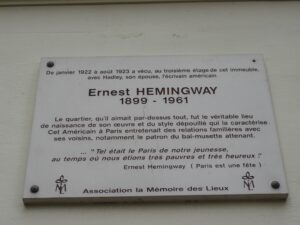 De janvier 1922 à août 1923 a vécu, au troisième étage de cet immeuble,
avec Hadley, son épouse, l'écrivain américain
Ernest HEMINGWAY
1899 - 1961
Le quartier, qu'il aimait par-dessus tout, fut le véritable lieu
de naissance de son œuvre et du style dépouillé qui la caractérise.
Cet Américain à Paris entretenait des relations familières avec
ses voisins, notamment le patron du bal-musette attenant.
... "Tel était le Paris de notre jeunesse,
au temps où nous étions très pauvres et très heureux."
Ernest Hemingway (Paris est une fête)
Association la Mémoire des Lieux